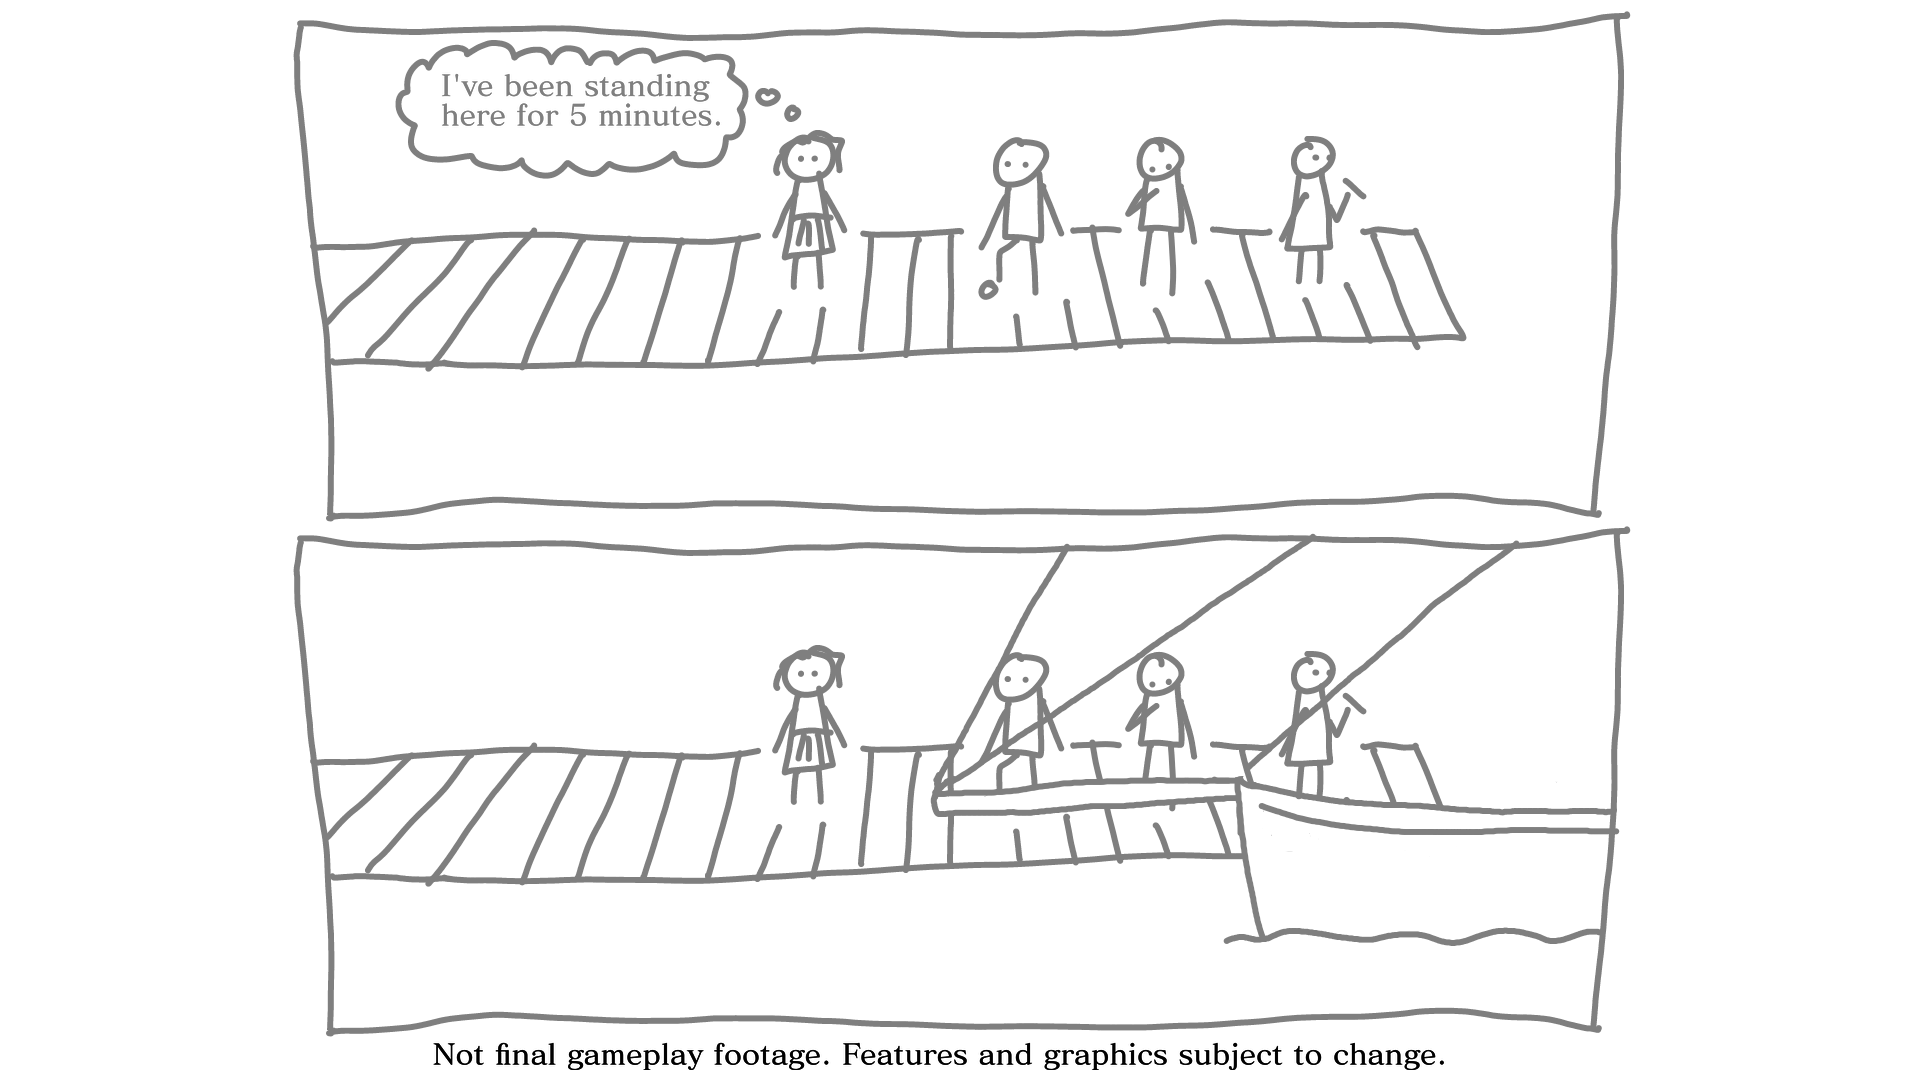 I've been standing
here for 5 minutes.
Not final gameplay footage. Features and graphics subject to change.